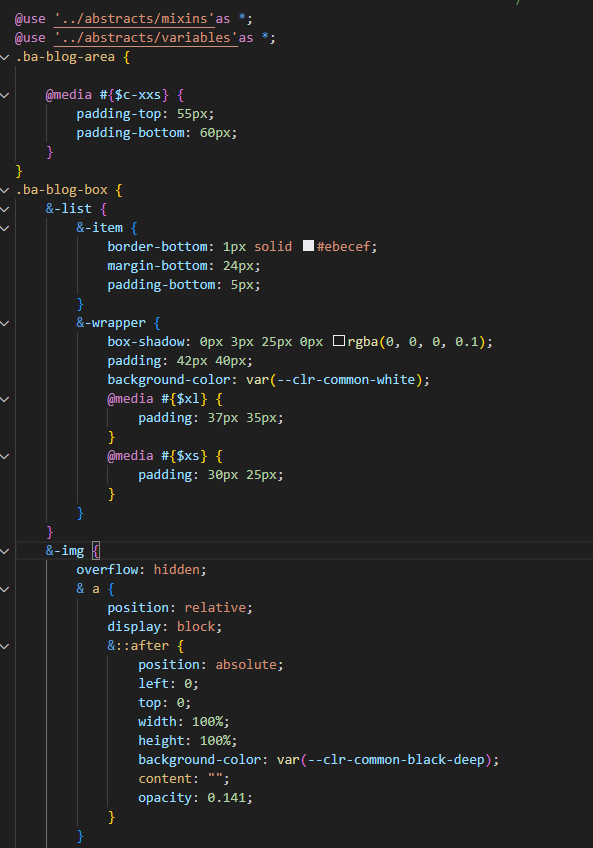 @use '../abstracts/mixins'as *;
@use '../abstracts/variables'as *;
.ba-blog-area {
@media #{$c-xxs} {
padding-top: 55px;
padding-bottom: 60px;
}
}
.ba-blog-box {
&-list {
&-item {
border-bottom: 1px solid #ebecef;
margin-bottom: 24px;
padding-bottom: 5px;
}
&-wrapper {
box-shadow: 0px 3px 25px 0px rgba(0, 0, 0, 0.1);
padding: 42px 40px;
background-color: var(--clr-common-white);
@media #{$xl} {
padding: 37px 35px;
}
@media #{$xs} {
padding: 30px 25px;
}
}
}
&-img {
overflow: hidden;
& a {
position: relative;
display: block;
&::after {
position: absolute;
left: 0;
top: 0;
width: 100%;
height: 100%;
background-color: var(--clr-common-black-deep);
content: "";
opacity: 0.141;
}
}